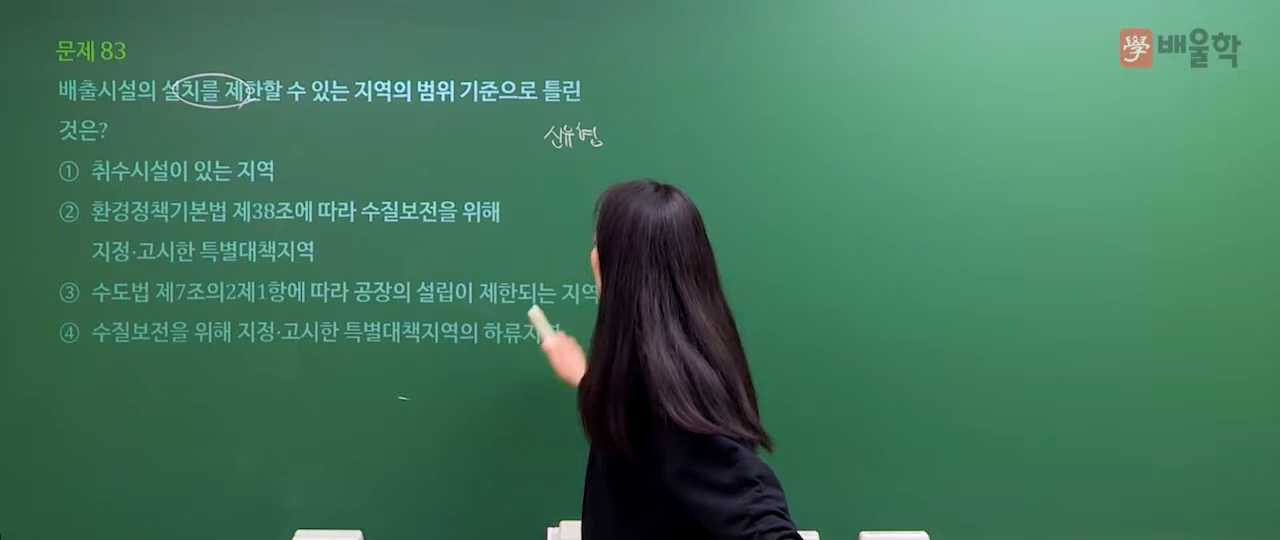 문제 83
學 배울학
배출시설의 설치를 제한할 수 있는 지역의 범위 기준으로 틀린
것은?
신유형
① 취수시설이 있는 지역
② 환경정책기본법 제38조에 따라 수질보전을 위해
지정·고시한 특별대책지역
③ 수도법 제7조의2제1항에 따라 공장의 설립이 제한되는 지역
④ 수질보전을 위해 지정·고시한 특별대책지역의